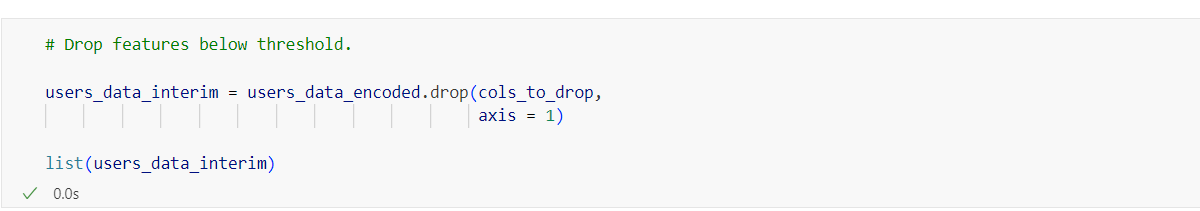 # Drop features below threshold.
users_data_interim = users_data_encoded.drop(cols_to_drop,
axis = 1)
list(users_data_interim)
0.0s